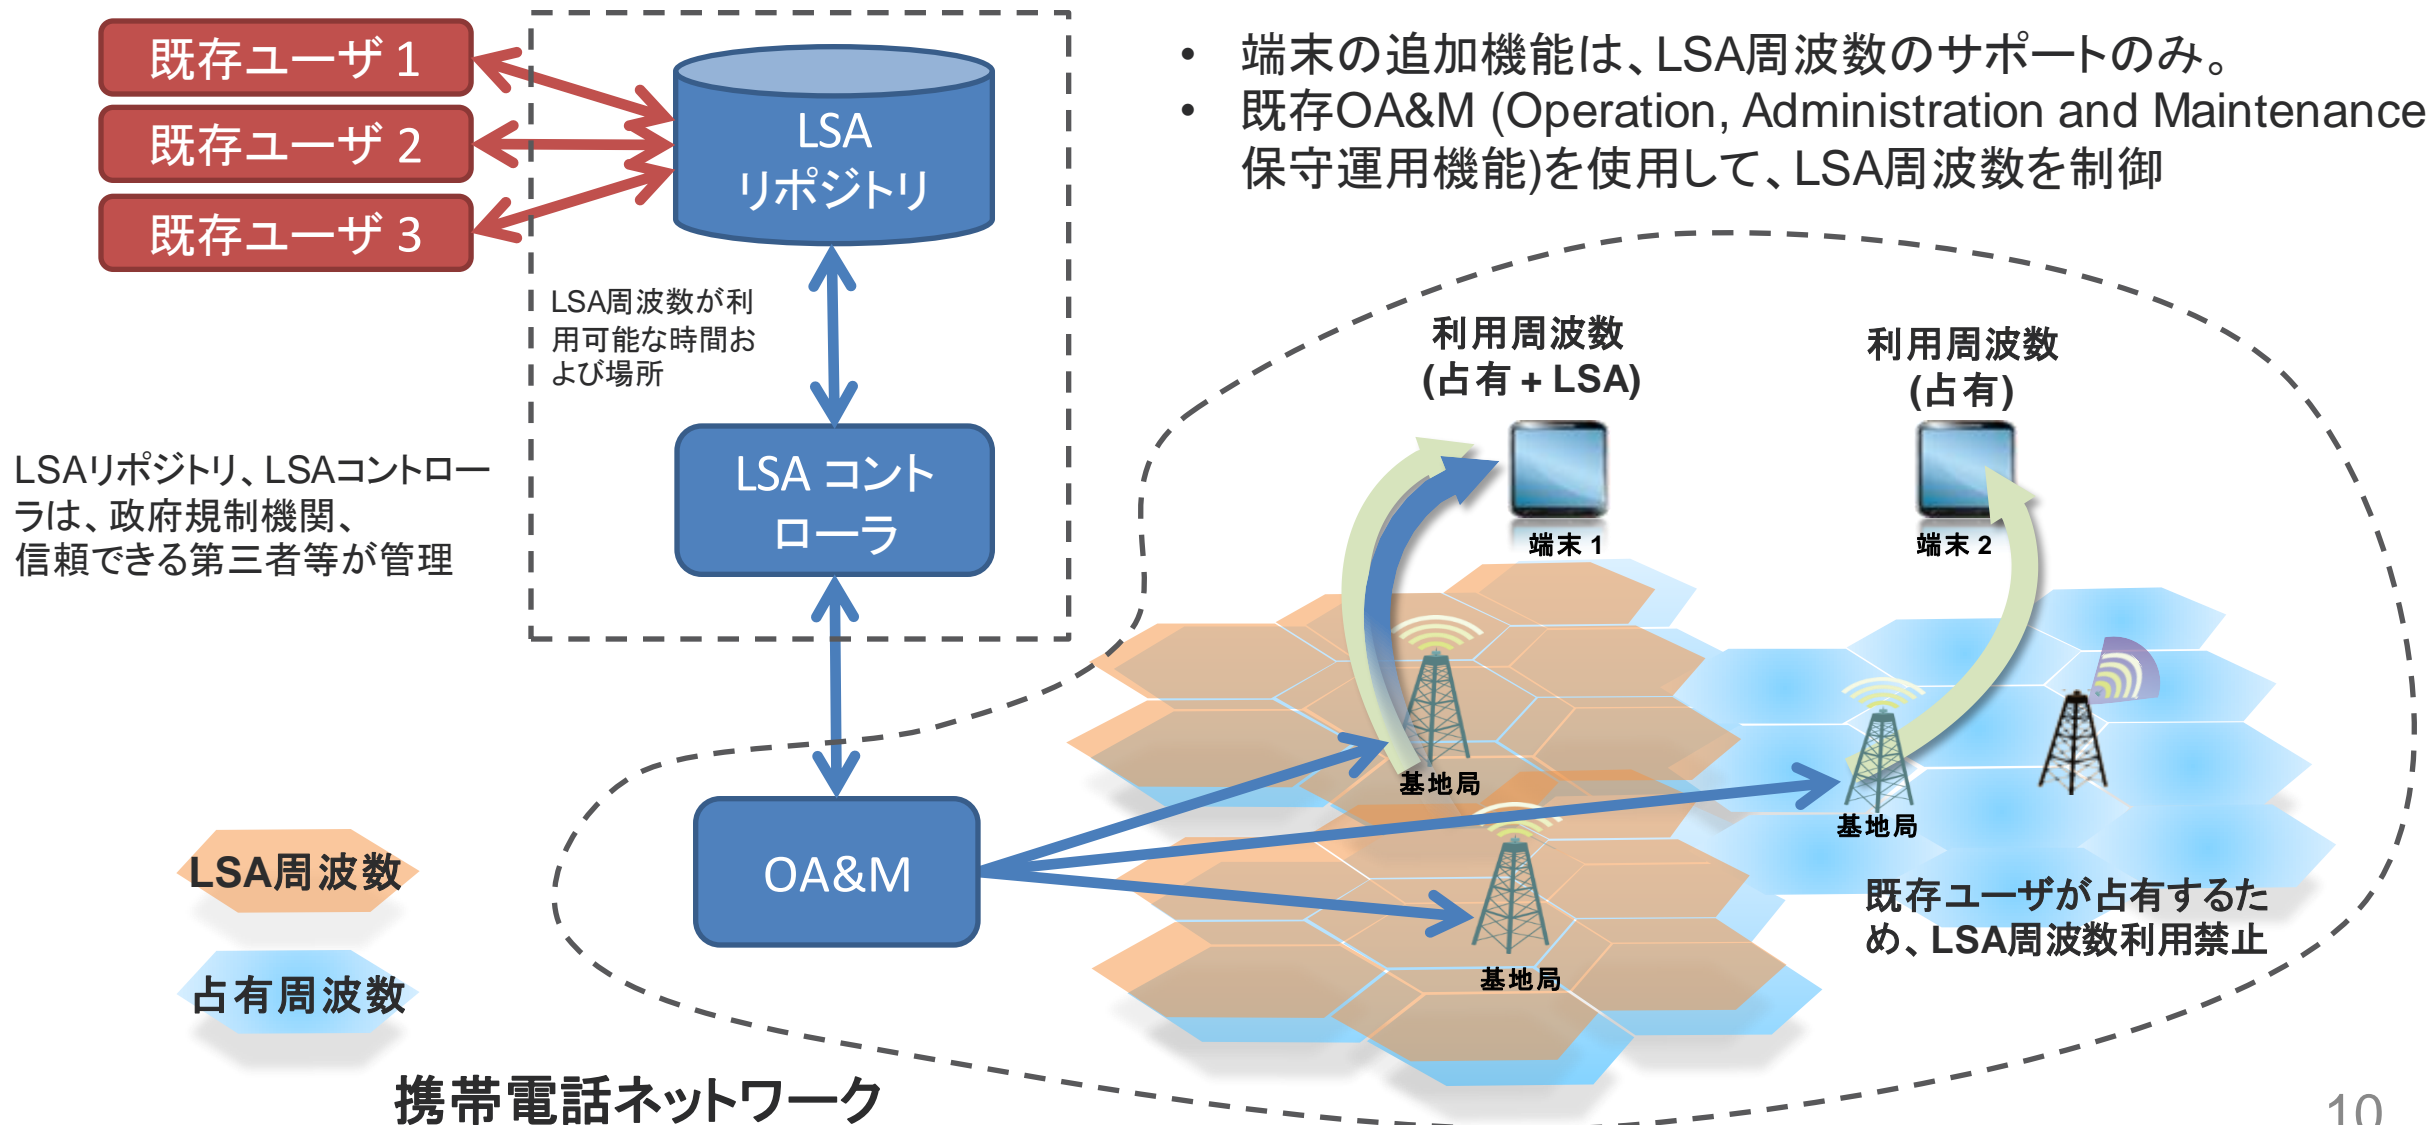 既存ユーザ 1
既存ユーザ 2
既存ユーザ 3
LSA
リポジトリ
• 端末の追加機能は、LSA周波数のサポートのみ。
• 既存OA&M (Operation, Administration and Maintenance
保守運用機能)を使用して、LSA周波数を制御
LSA周波数が利
用可能な時間お
よび場所
LSA コント
ローラ
LSAリポジトリ、LSAコントロー
ラは、政府規制機関、
信頼できる第三者等が管理
利用周波数
(占有 + LSA)
利用周波数
(占有)
端末 1
端末 2
基地局
基地局
基地局
OA&M
既存ユーザが占有するた
め、LSA周波数利用禁止
LSA周波数
占有周波数
携帯電話ネットワーク
10